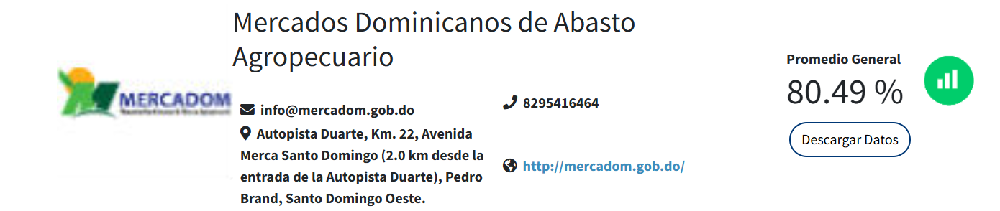 Mercados Dominicanos de Abasto
Agropecuario
MERCADOM
info@mercadom.gob.do
Autopista Duarte, Km. 22, Avenida
Merca Santo Domingo (2.0 km desde la
entrada de la Autopista Duarte), Pedro
Brand, Santo Domingo Oeste.
8295416464
http://mercadom.gob.do/
Promedio General
80.49 %
Descargar Datos